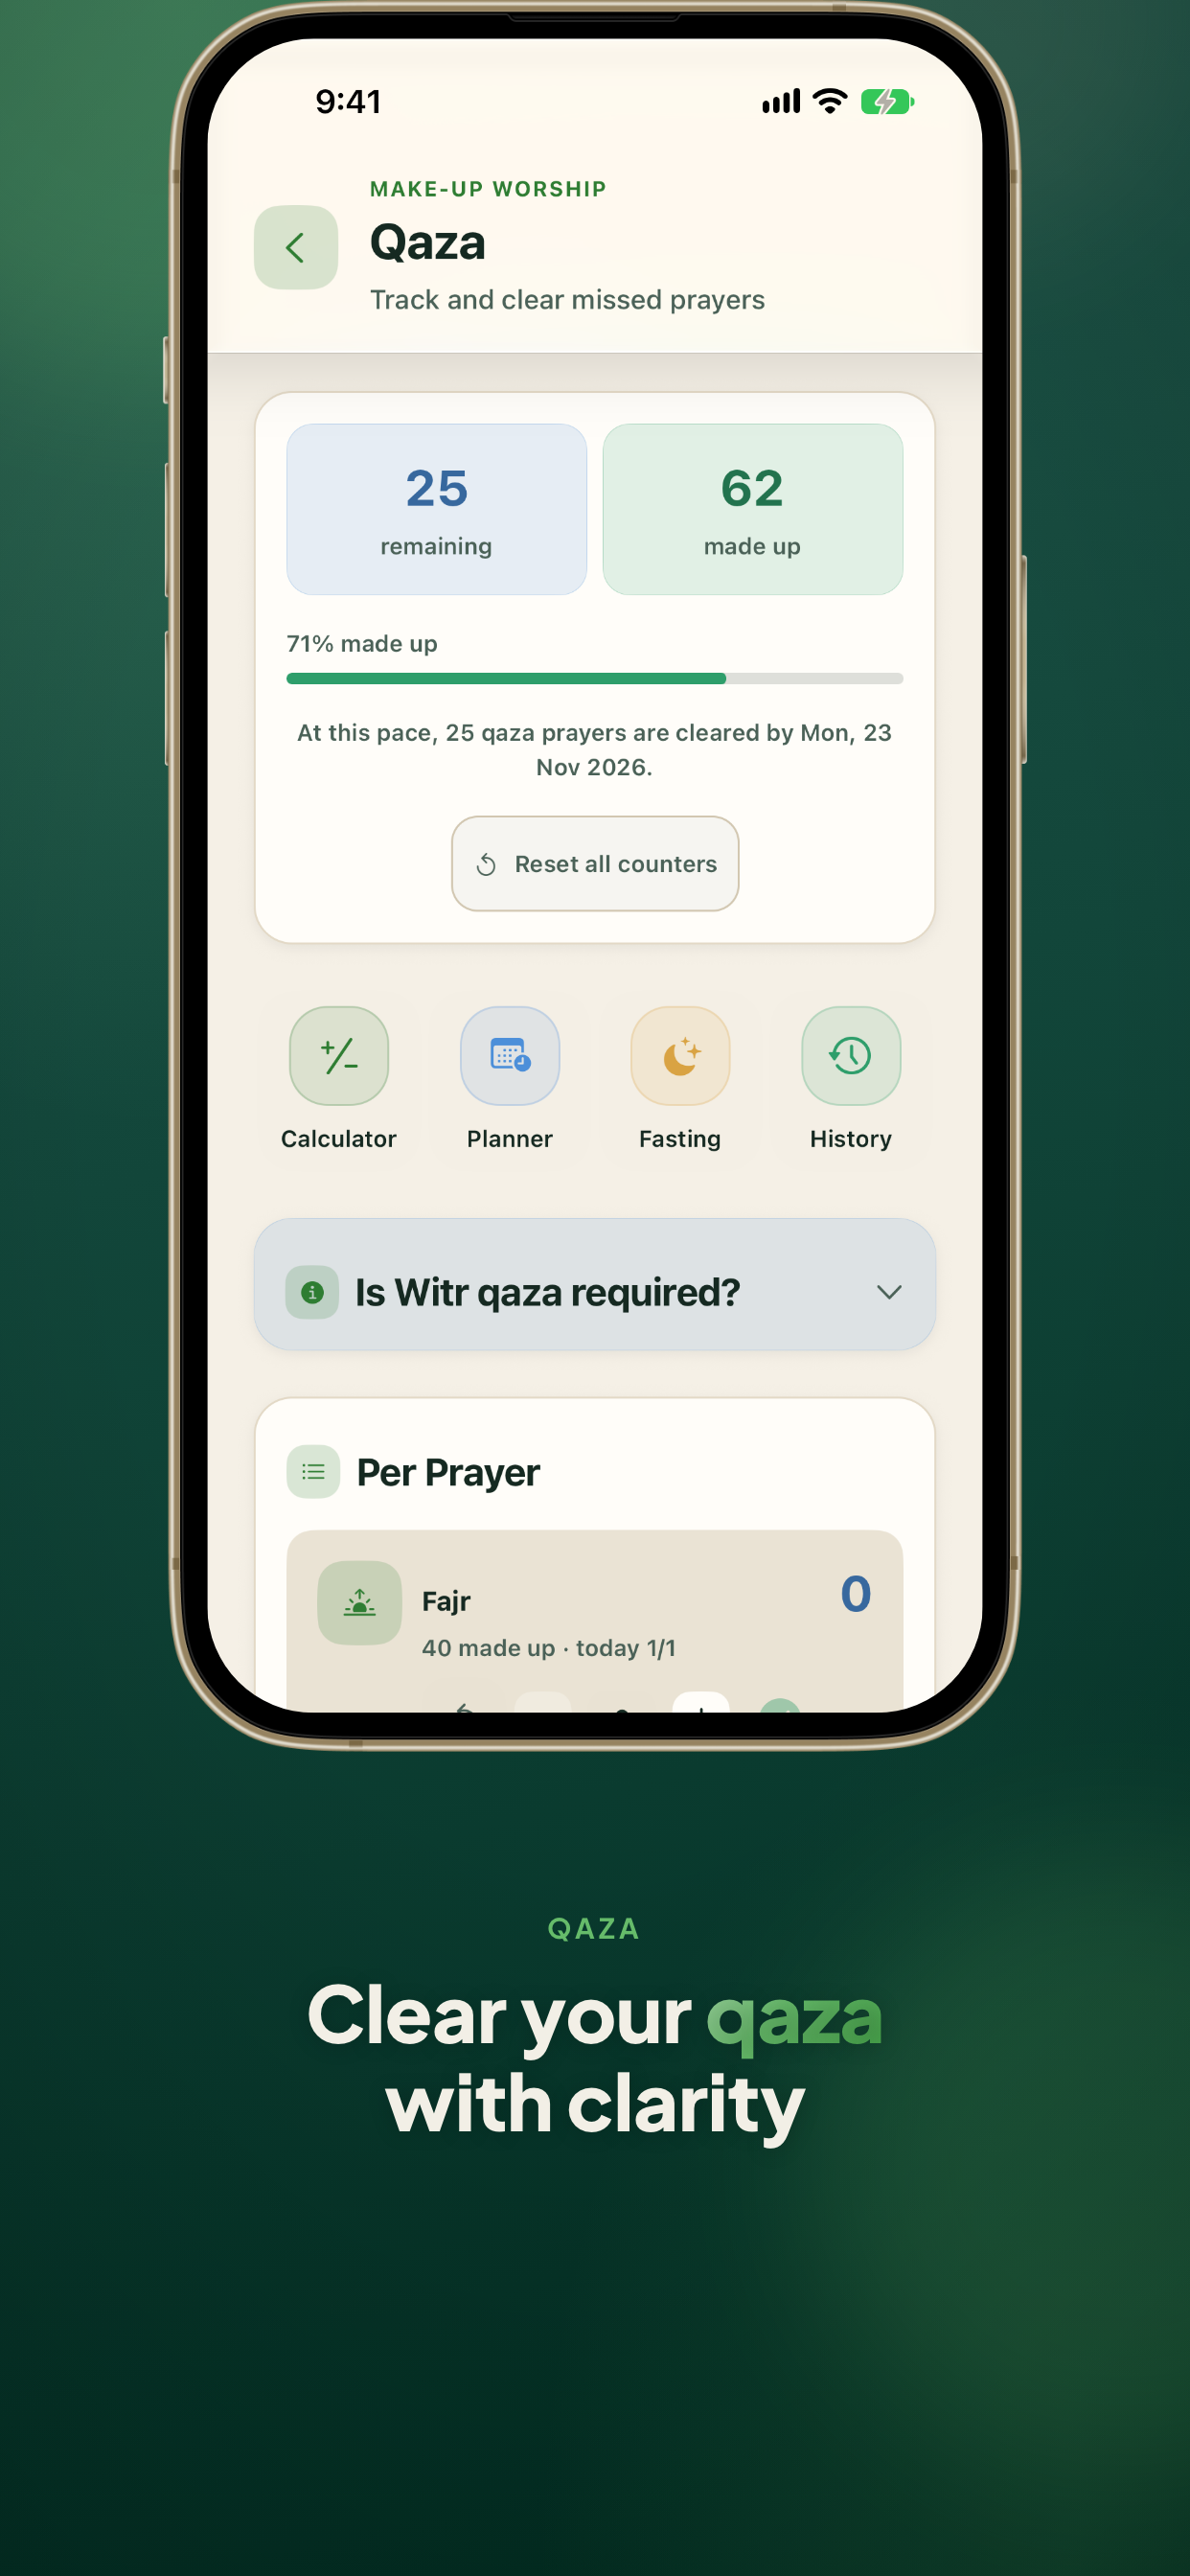 9:41
MAKE-UP WORSHIP
Qaza
Track and clear missed prayers
25
remaining
62
made up
71% made up
At this pace, 25 qaza prayers are cleared by Mon, 23
Nov 2026.
Reset all counters
Calculator
Planner
Fasting
History
Is Witr qaza required?
Per Prayer
Fajr
0
40 made up · today 1/1
QAZA
Clear your qaza
with clarity